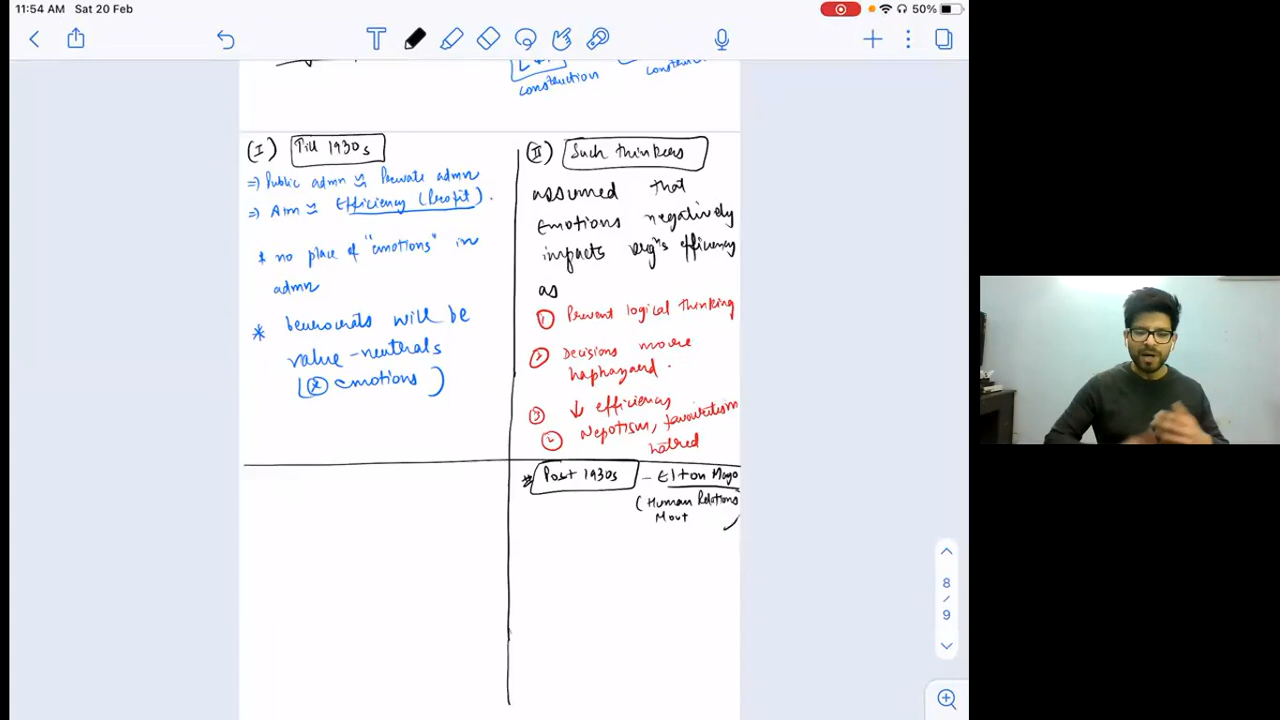 11:54 AM Sat 20 Feb
50%
construction
(I) Till 1930s
⇒ Public admn ≈ Private admn
⇒ Aim ≈ Efficiency (Profit).
* no place of "emotions" in
admn
* beurocrats will be
value-neutrals
(ⓧ emotions)
(II) Such thinkers
assumed that
emotions negatively
impacts orgn's efficiency
as
① Prevent logical thinking
② Decisions more
haphazard.
③ ↓ efficiency
Nepotism, favouritism
hatred
* Post 1930s - Elton Mayo
(Human Relations
Movt
8
/
9